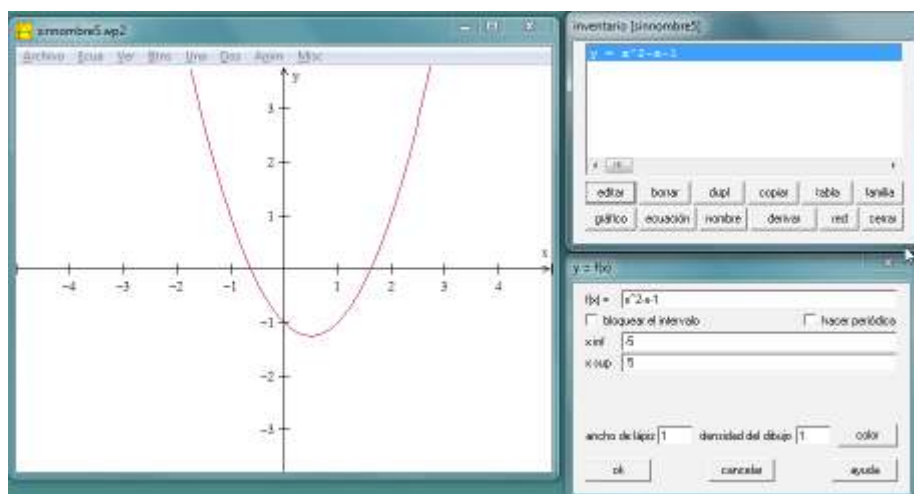 sinnombre5.wp2
Archivo Ecua Ver Btns Una Dos Anim Misc
y
3
2
1
x
-4 -3 -2 -1 1 2 3 4
-1
-2
-3
inventario [sinnombre5]
y = x^2-x-1
editar borrar dupl copiar tabla familia
gráfico ecuación nombre derivar red cerrar
y = f(x)
f(x) = x^2-x-1
bloquear el intervalo hacer periódica
x inf -5
x sup 5
ancho de lápiz 1 densidad del dibujo 1 color
ok cancelar ayuda